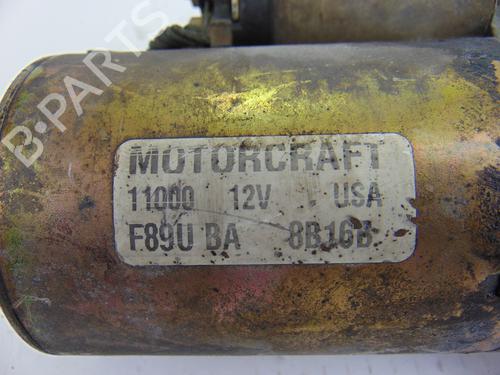 B-PARTS
MOTORCRAFT
11000 12V USA
F89U BA 8B16B